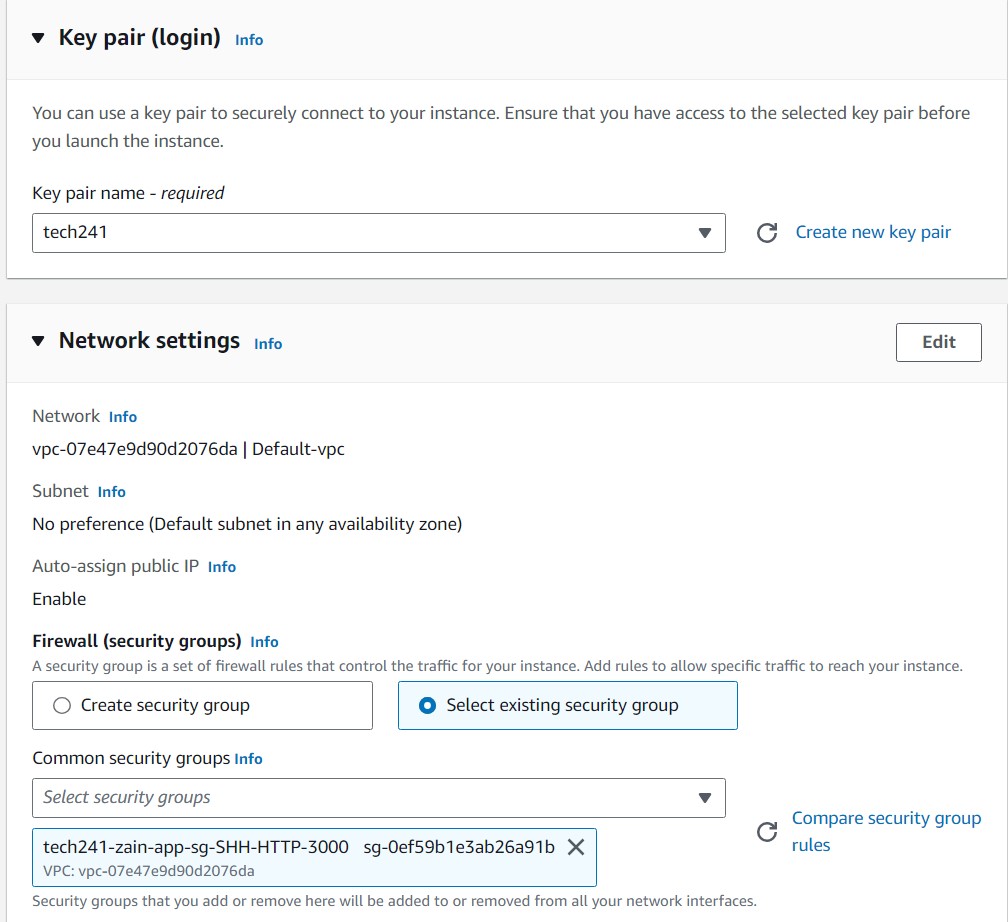 Key pair (login) Info
You can use a key pair to securely connect to your instance. Ensure that you have access to the selected key pair before
you launch the instance.
Key pair name - required
tech241
Create new key pair
Network settings Info
Edit
Network Info
vpc-07e47e9d90d2076da | Default-vpc
Subnet Info
No preference (Default subnet in any availability zone)
Auto-assign public IP Info
Enable
Firewall (security groups) Info
A security group is a set of firewall rules that control the traffic for your instance. Add rules to allow specific traffic to reach your instance.
Create security group
Select existing security group
Common security groups Info
Select security groups
Compare security group
rules
tech241-zain-app-sg-SHH-HTTP-3000 sg-0ef59b1e3ab26a91b
VPC: vpc-07e47e9d90d2076da
Security groups that you add or remove here will be added to or removed from all your network interfaces.